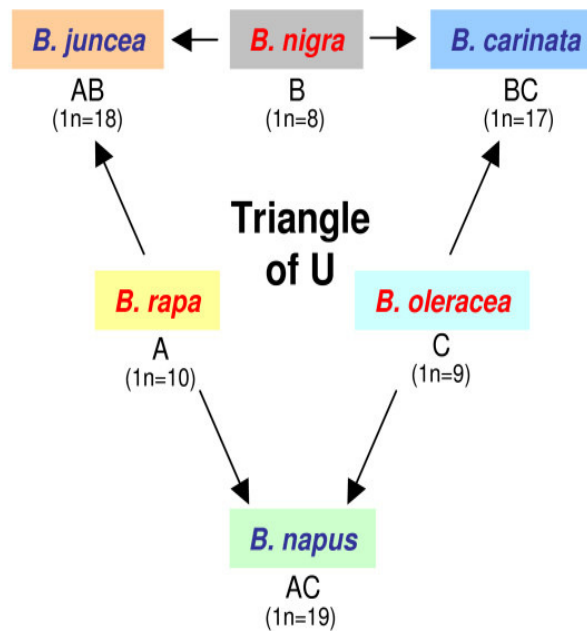 B. juncea
B. nigra
B. carinata
AB
(1n=18)
B
(1n=8)
BC
(1n=17)
Triangle
of U
B. rapa
B. oleracea
A
(1n=10)
C
(1n=9)
B. napus
AC
(1n=19)